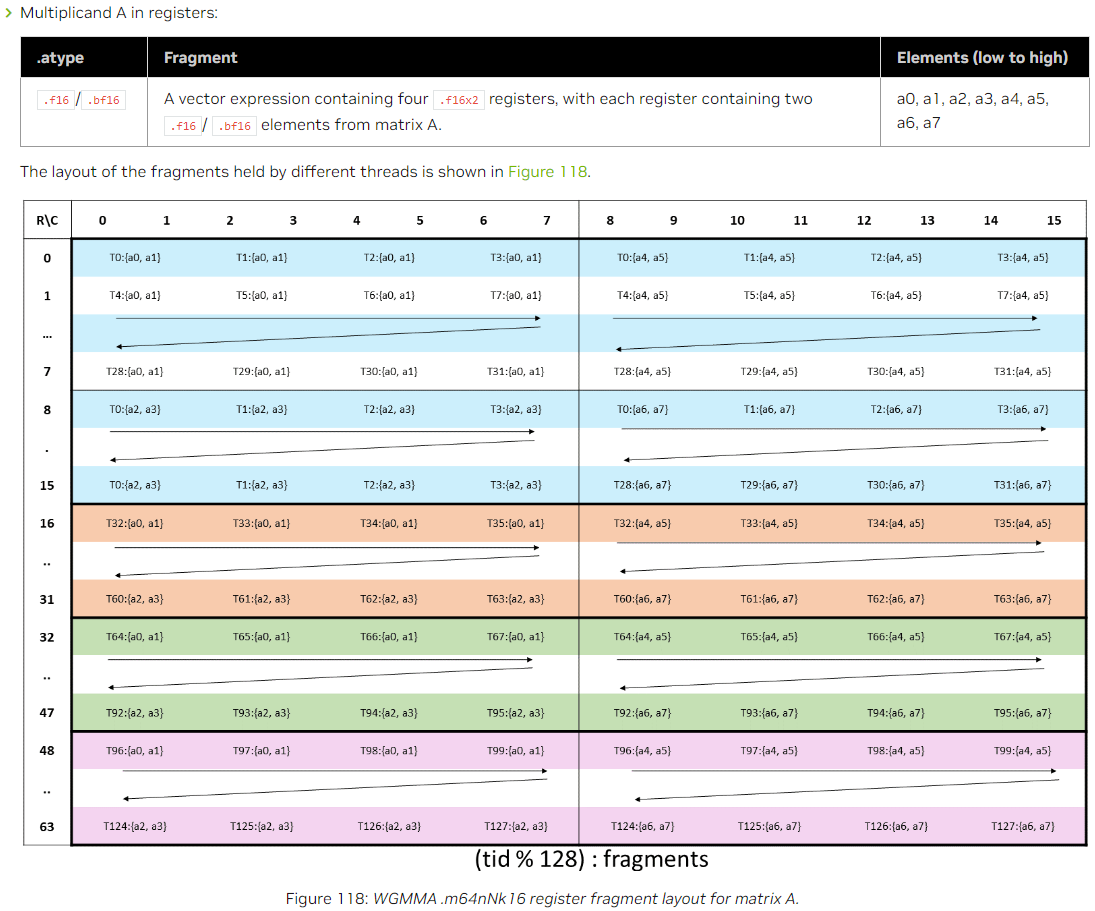 Multiplicand A in registers:
.atype Fragment Elements (low to high)
.f16 / .bf16 A vector expression containing four .f16x2 registers, with each register containing two a0, a1, a2, a3, a4, a5,
.f16 / .bf16 elements from matrix A. a6, a7
The layout of the fragments held by different threads is shown in Figure 118.
R\C 0 1 2 3 4 5 6 7 8 9 10 11 12 13 14 15
0 T0:{a0, a1} T1:{a0, a1} T2:{a0, a1} T3:{a0, a1} T0:{a4, a5} T1:{a4, a5} T2:{a4, a5} T3:{a4, a5}
1 T4:{a0, a1} T5:{a0, a1} T6:{a0, a1} T7:{a0, a1} T4:{a4, a5} T5:{a4, a5} T6:{a4, a5} T7:{a4, a5}
...
7 T28:{a0, a1} T29:{a0, a1} T30:{a0, a1} T31:{a0, a1} T28:{a4, a5} T29:{a4, a5} T30:{a4, a5} T31:{a4, a5}
8 T0:{a2, a3} T1:{a2, a3} T2:{a2, a3} T3:{a2, a3} T0:{a6, a7} T1:{a6, a7} T2:{a6, a7} T3:{a6, a7}
.
15 T0:{a2, a3} T1:{a2, a3} T2:{a2, a3} T3:{a2, a3} T28:{a6, a7} T29:{a6, a7} T30:{a6, a7} T31:{a6, a7}
16 T32:{a0, a1} T33:{a0, a1} T34:{a0, a1} T35:{a0, a1} T32:{a4, a5} T33:{a4, a5} T34:{a4, a5} T35:{a4, a5}
..
31 T60:{a2, a3} T61:{a2, a3} T62:{a2, a3} T63:{a2, a3} T60:{a6, a7} T61:{a6, a7} T62:{a6, a7} T63:{a6, a7}
32 T64:{a0, a1} T65:{a0, a1} T66:{a0, a1} T67:{a0, a1} T64:{a4, a5} T65:{a4, a5} T66:{a4, a5} T67:{a4, a5}
..
47 T92:{a2, a3} T93:{a2, a3} T94:{a2, a3} T95:{a2, a3} T92:{a6, a7} T93:{a6, a7} T94:{a6, a7} T95:{a6, a7}
48 T96:{a0, a1} T97:{a0, a1} T98:{a0, a1} T99:{a0, a1} T96:{a4, a5} T97:{a4, a5} T98:{a4, a5} T99:{a4, a5}
..
63 T124:{a2, a3} T125:{a2, a3} T126:{a2, a3} T127:{a2, a3} T124:{a6, a7} T125:{a6, a7} T126:{a6, a7} T127:{a6, a7}
(tid % 128) : fragments
Figure 118: WGMMA .m64nNk16 register fragment layout for matrix A.